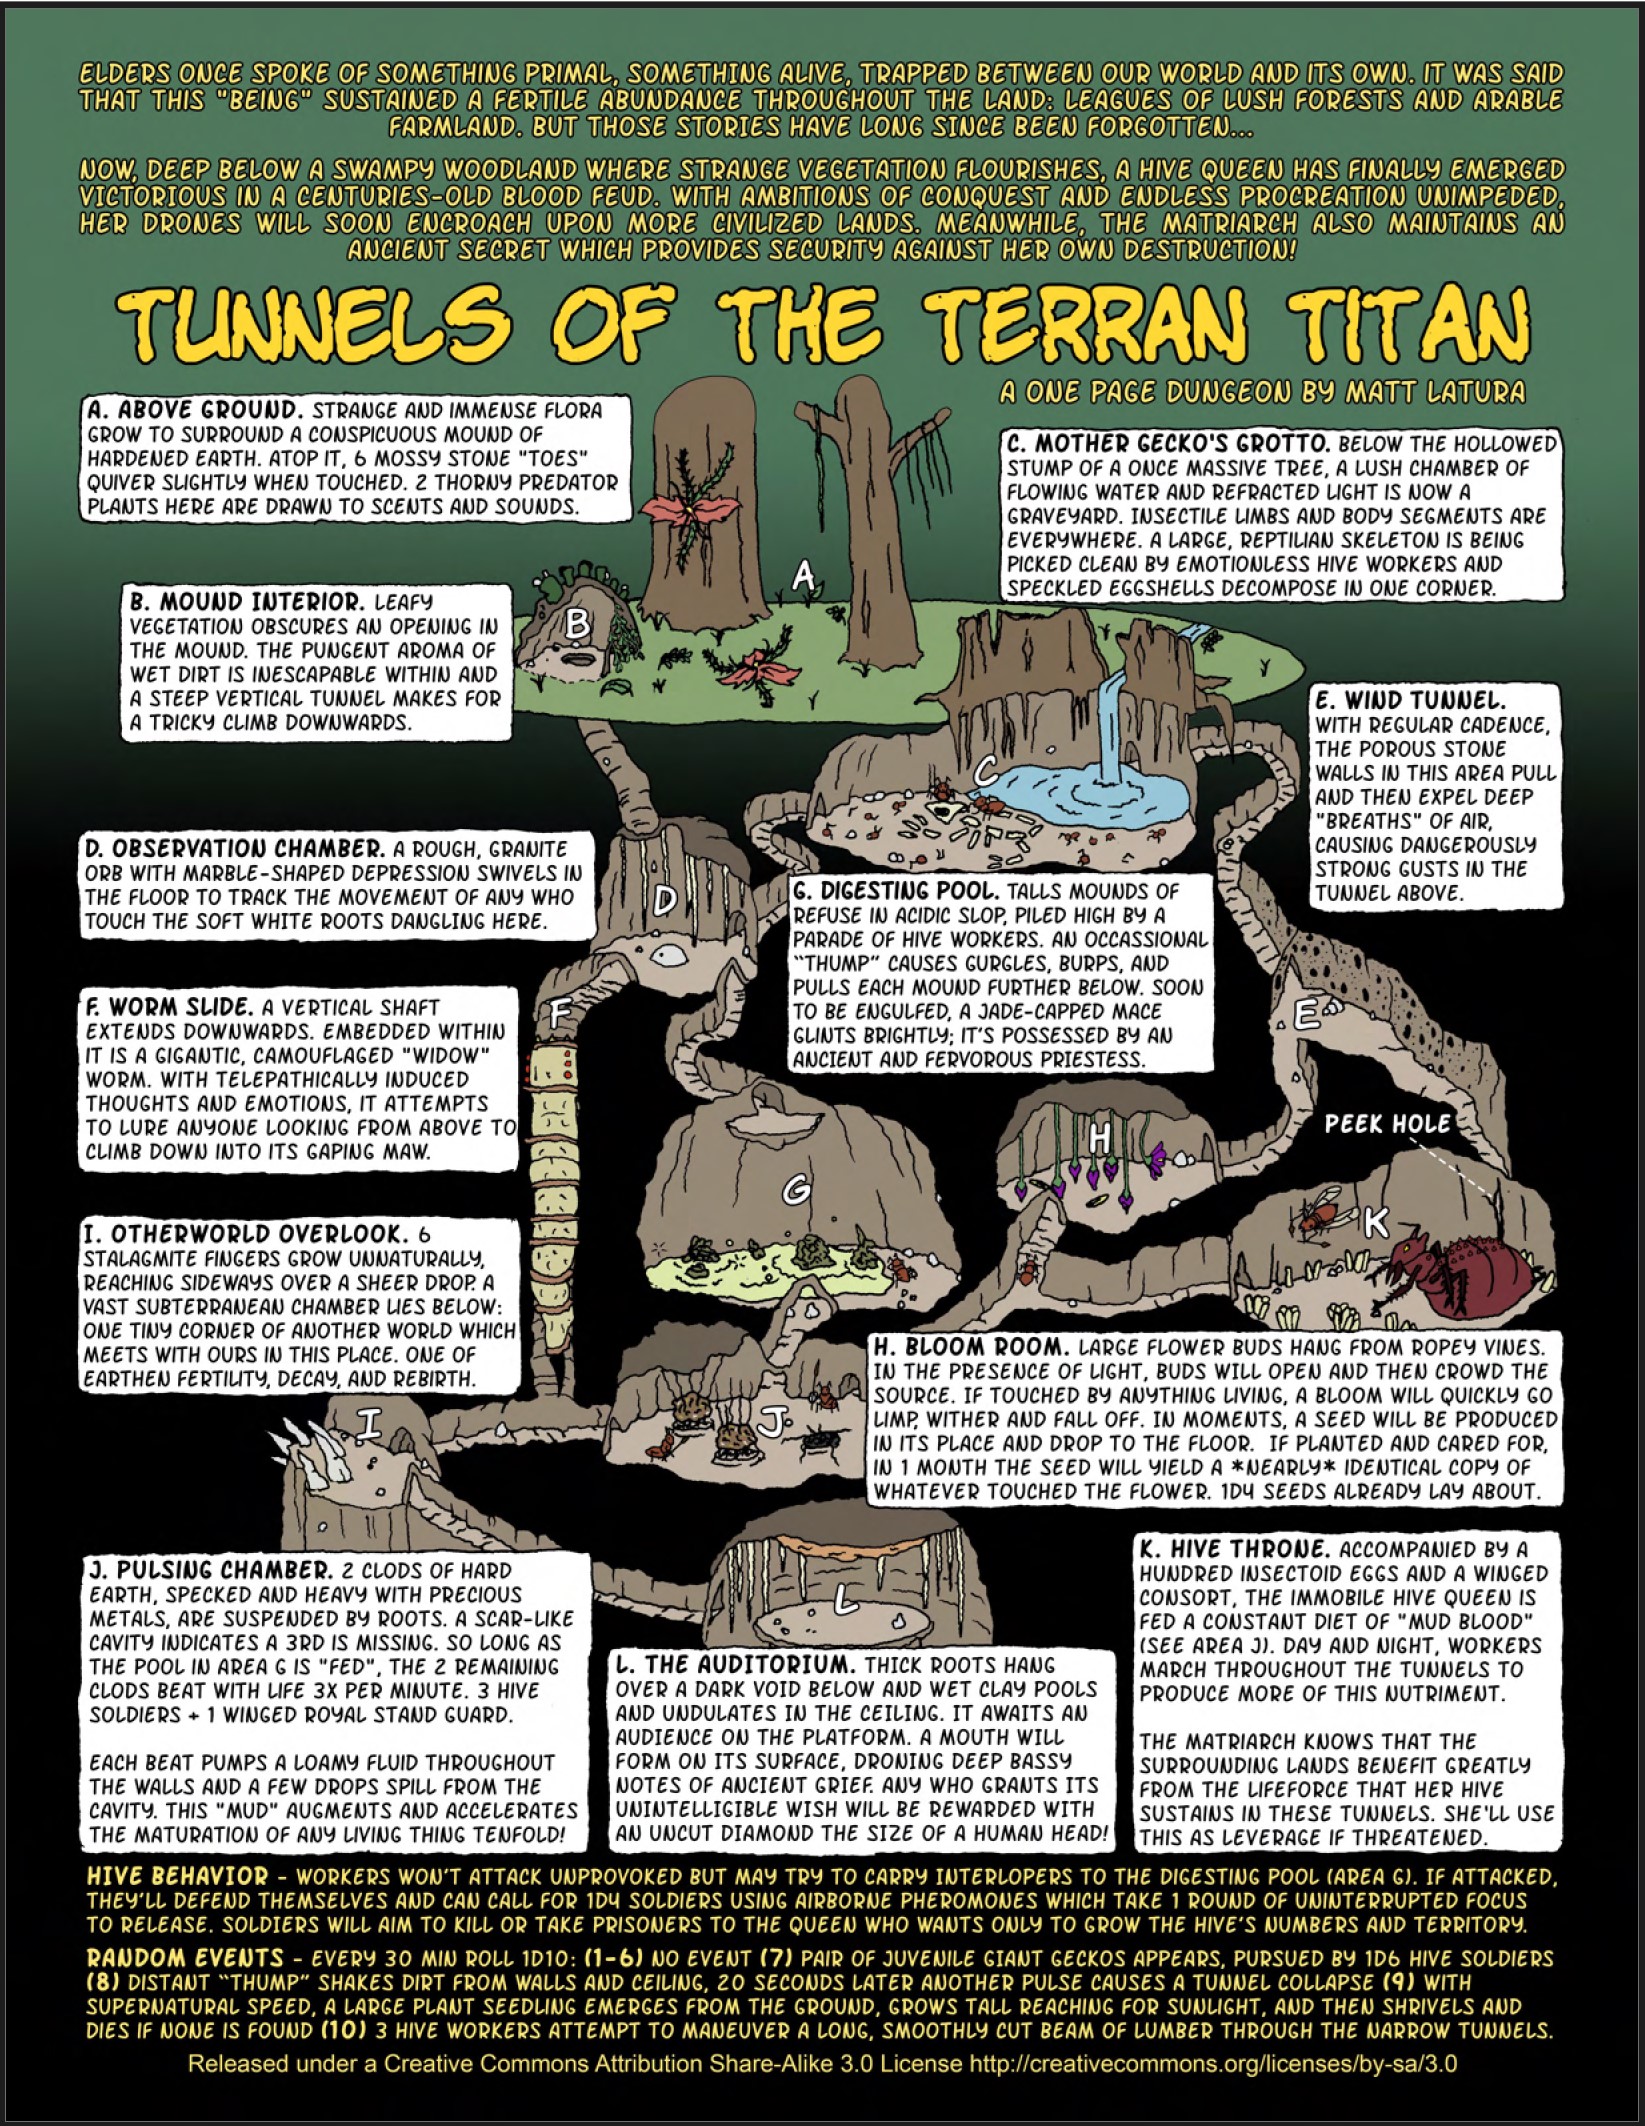 ELDERS ONCE SPOKE OF SOMETHING PRIMAL, SOMETHING ALIVE, TRAPPED BETWEEN OUR WORLD AND ITS OWN. IT WAS SAID
THAT THIS "BEING" SUSTAINED A FERTILE ABUNDANCE THROUGHOUT THE LAND: LEAGUES OF LUSH FORESTS AND ARABLE
FARMLAND. BUT THOSE STORIES HAVE LONG SINCE BEEN FORGOTTEN...
NOW, DEEP BELOW A SWAMPY WOODLAND WHERE STRANGE VEGETATION FLOURISHES, A HIVE QUEEN HAS FINALLY EMERGED
VICTORIOUS IN A CENTURIES-OLD BLOOD FEUD. WITH AMBITIONS OF CONQUEST AND ENDLESS PROCREATION UNIMPEDED,
HER DRONES WILL SOON ENCROACH UPON MORE CIVILIZED LANDS. MEANWHILE, THE MATRIARCH ALSO MAINTAINS AN
ANCIENT SECRET WHICH PROVIDES SECURITY AGAINST HER OWN DESTRUCTION!
TUNNELS OF THE TERRAN TITAN
A ONE PAGE DUNGEON BY MATT LATURA
A. ABOVE GROUND. STRANGE AND IMMENSE FLORA
GROW TO SURROUND A CONSPICUOUS MOUND OF
HARDENED EARTH. ATOP IT, 6 MOSSY STONE "TOES"
QUIVER SLIGHTLY WHEN TOUCHED. 2 THORNY PREDATOR
PLANTS HERE ARE DRAWN TO SCENTS AND SOUNDS.
C. MOTHER GECKO'S GROTTO. BELOW THE HOLLOWED
STUMP OF A ONCE MASSIVE TREE, A LUSH CHAMBER OF
FLOWING WATER AND REFRACTED LIGHT IS NOW A
GRAVEYARD. INSECTILE LIMBS AND BODY SEGMENTS ARE
EVERYWHERE. A LARGE, REPTILIAN SKELETON IS BEING
PICKED CLEAN BY EMOTIONLESS HIVE WORKERS AND
SPECKLED EGGSHELLS DECOMPOSE IN ONE CORNER.
A
B. MOUND INTERIOR. LEAFY
VEGETATION OBSCURES AN OPENING IN
THE MOUND. THE PUNGENT AROMA OF
WET DIRT IS INESCAPABLE WITHIN AND
A STEEP VERTICAL TUNNEL MAKES FOR
A TRICKY CLIMB DOWNWARDS.
B
E. WIND TUNNEL.
WITH REGULAR CADENCE,
THE POROUS STONE
WALLS IN THIS AREA PULL
AND THEN EXPEL DEEP
"BREATHS" OF AIR,
CAUSING DANGEROUSLY
STRONG GUSTS IN THE
TUNNEL ABOVE.
C
D. OBSERVATION CHAMBER. A ROUGH, GRANITE
ORB WITH MARBLE-SHAPED DEPRESSION SWIVELS IN
THE FLOOR TO TRACK THE MOVEMENT OF ANY WHO
TOUCH THE SOFT WHITE ROOTS DANGLING HERE.
D
G. DIGESTING POOL. TALLS MOUNDS OF
REFUSE IN ACIDIC SLOP, PILED HIGH BY A
PARADE OF HIVE WORKERS. AN OCCASSIONAL
"THUMP" CAUSES GURGLES, BURPS, AND
PULLS EACH MOUND FURTHER BELOW. SOON
TO BE ENGULFED, A JADE-CAPPED MACE
GLINTS BRIGHTLY; IT'S POSSESSED BY AN
ANCIENT AND FERVOROUS PRIESTESS.
F. WORM SLIDE. A VERTICAL SHAFT
EXTENDS DOWNWARDS. EMBEDDED WITHIN
IT IS A GIGANTIC, CAMOUFLAGED "WIDOW"
WORM. WITH TELEPATHICALLY INDUCED
THOUGHTS AND EMOTIONS, IT ATTEMPTS
TO LURE ANYONE LOOKING FROM ABOVE TO
CLIMB DOWN INTO ITS GAPING MAW.
F
E
PEEK HOLE
H
G
K
I. OTHERWORLD OVERLOOK. 6
STALAGMITE FINGERS GROW UNNATURALLY,
REACHING SIDEWAYS OVER A SHEER DROP. A
VAST SUBTERRANEAN CHAMBER LIES BELOW:
ONE TINY CORNER OF ANOTHER WORLD WHICH
MEETS WITH OURS IN THIS PLACE. ONE OF
EARTHEN FERTILITY, DECAY, AND REBIRTH.
H. BLOOM ROOM. LARGE FLOWER BUDS HANG FROM ROPEY VINES.
IN THE PRESENCE OF LIGHT, BUDS WILL OPEN AND THEN CROWD THE
SOURCE. IF TOUCHED BY ANYTHING LIVING, A BLOOM WILL QUICKLY GO
LIMP, WITHER AND FALL OFF. IN MOMENTS, A SEED WILL BE PRODUCED
IN ITS PLACE AND DROP TO THE FLOOR. IF PLANTED AND CARED FOR,
IN 1 MONTH THE SEED WILL YIELD A *NEARLY* IDENTICAL COPY OF
WHATEVER TOUCHED THE FLOWER. 1D4 SEEDS ALREADY LAY ABOUT.
I
J
J. PULSING CHAMBER. 2 CLODS OF HARD
EARTH, SPECKED AND HEAVY WITH PRECIOUS
METALS, ARE SUSPENDED BY ROOTS. A SCAR-LIKE
CAVITY INDICATES A 3RD IS MISSING. SO LONG AS
THE POOL IN AREA G IS "FED", THE 2 REMAINING
CLODS BEAT WITH LIFE 3X PER MINUTE. 3 HIVE
SOLDIERS + 1 WINGED ROYAL STAND GUARD.
EACH BEAT PUMPS A LOAMY FLUID THROUGHOUT
THE WALLS AND A FEW DROPS SPILL FROM THE
CAVITY. THIS "MUD" AUGMENTS AND ACCELERATES
THE MATURATION OF ANY LIVING THING TENFOLD!
L
L. THE AUDITORIUM. THICK ROOTS HANG
OVER A DARK VOID BELOW AND WET CLAY POOLS
AND UNDULATES IN THE CEILING. IT AWAITS AN
AUDIENCE ON THE PLATFORM. A MOUTH WILL
FORM ON ITS SURFACE, DRONING DEEP BASSY
NOTES OF ANCIENT GRIEF. ANY WHO GRANTS ITS
UNINTELLIGIBLE WISH WILL BE REWARDED WITH
AN UNCUT DIAMOND THE SIZE OF A HUMAN HEAD!
K. HIVE THRONE. ACCOMPANIED BY A
HUNDRED INSECTOID EGGS AND A WINGED
CONSORT, THE IMMOBILE HIVE QUEEN IS
FED A CONSTANT DIET OF "MUD BLOOD"
(SEE AREA J). DAY AND NIGHT, WORKERS
MARCH THROUGHOUT THE TUNNELS TO
PRODUCE MORE OF THIS NUTRIMENT.
THE MATRIARCH KNOWS THAT THE
SURROUNDING LANDS BENEFIT GREATLY
FROM THE LIFEFORCE THAT HER HIVE
SUSTAINS IN THESE TUNNELS. SHE'LL USE
THIS AS LEVERAGE IF THREATENED.
HIVE BEHAVIOR - WORKERS WON'T ATTACK UNPROVOKED BUT MAY TRY TO CARRY INTERLOPERS TO THE DIGESTING POOL (AREA G). IF ATTACKED,
THEY'LL DEFEND THEMSELVES AND CAN CALL FOR 1D4 SOLDIERS USING AIRBORNE PHEROMONES WHICH TAKE 1 ROUND OF UNINTERRUPTED FOCUS
TO RELEASE. SOLDIERS WILL AIM TO KILL OR TAKE PRISONERS TO THE QUEEN WHO WANTS ONLY TO GROW THE HIVE'S NUMBERS AND TERRITORY.
RANDOM EVENTS - EVERY 30 MIN ROLL 1D10: (1-6) NO EVENT (7) PAIR OF JUVENILE GIANT GECKOS APPEARS, PURSUED BY 1D6 HIVE SOLDIERS
(8) DISTANT "THUMP" SHAKES DIRT FROM WALLS AND CEILING, 20 SECONDS LATER ANOTHER PULSE CAUSES A TUNNEL COLLAPSE (9) WITH
SUPERNATURAL SPEED, A LARGE PLANT SEEDLING EMERGES FROM THE GROUND, GROWS TALL REACHING FOR SUNLIGHT, AND THEN SHRIVELS AND
DIES IF NONE IS FOUND (10) 3 HIVE WORKERS ATTEMPT TO MANEUVER A LONG, SMOOTHLY CUT BEAM OF LUMBER THROUGH THE NARROW TUNNELS.
Released under a Creative Commons Attribution Share-Alike 3.0 License http://creativecommons.org/licenses/by-sa/3.0